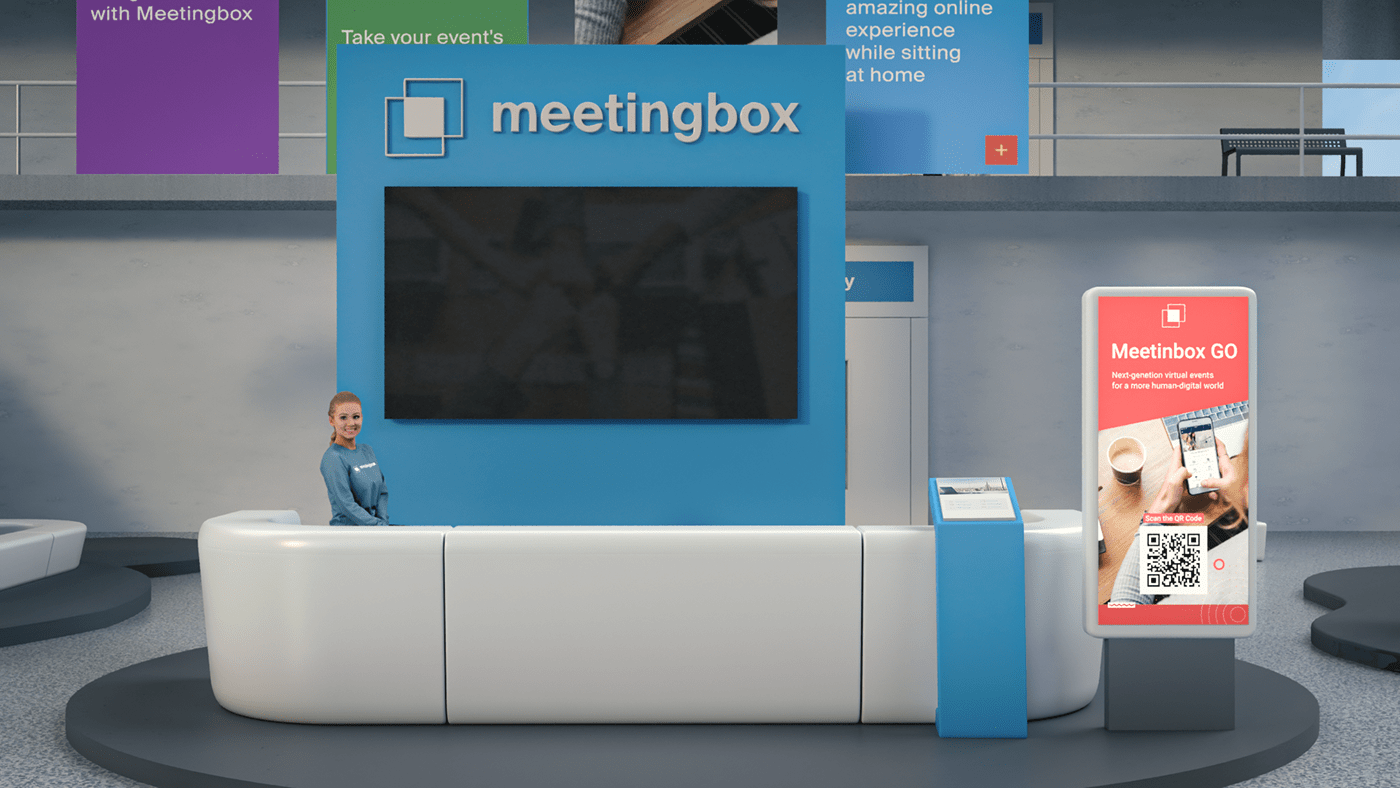 with Meetingbox
Take your event's
amazing online
experience
while sitting
at home
meetingbox
y
Meetinbox GO
Next-genetion virtual events
for a more human-digital world
Scan the QR Code